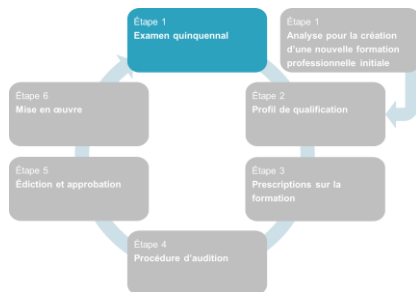 Étape 1
Examen quinquennal
Étape 1
Analyse pour la création
d'une nouvelle formation
professionnelle initiale
Étape 6
Mise en œuvre
Étape 2
Profil de qualification
Étape 5
Édiction et approbation
Étape 3
Prescriptions sur la
formation
Étape 4
Procédure d'audition